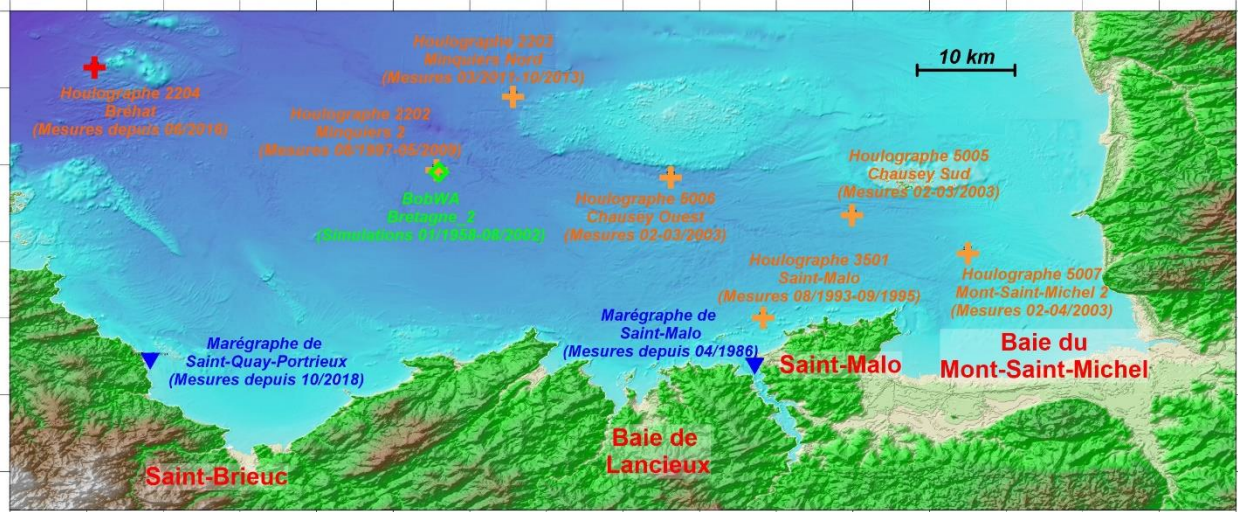 Houlographe 2203
Minquiers Nord
(Mesures 03/2011-10/2013)
10 km
Houlographe 2204
Bréhat
(Mesures depuis 06/2016)
Houlographe 2202
Minquiers 2
(Mesures 09/1997-05/2009)
BobWA
Bretagne_2
(Simulations 01/1958-08/2002)
Houlographe 5006
Chausey Ouest
(Mesures 02-03/2003)
Houlographe 5005
Chausey Sud
(Mesures 02-03/2003)
Houlographe 3501
Saint-Malo
(Mesures 08/1993-09/1995)
Houlographe 5007
Mont-Saint-Michel 2
(Mesures 02-04/2003)
Marégraphe de
Saint-Quay-Portrieux
(Mesures depuis 10/2018)
Marégraphe de
Saint-Malo
(Mesures depuis 04/1986)
Saint-Malo
Baie du
Mont-Saint-Michel
Saint-Brieuc
Baie de
Lancieux